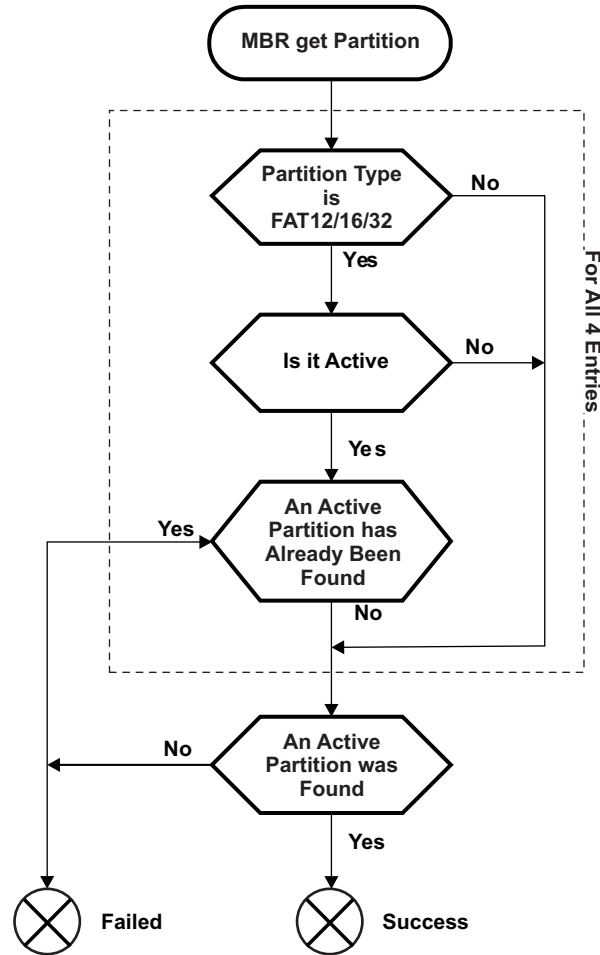 MBR get Partition
Partition Type
is
FAT12/16/32
No
Yes
For All 4 Entries
Is it Active
No
Yes
An Active
Partition has
Already Been
Found
Yes
No
An Active
Partition was
Found
No
Yes
Failed
Success